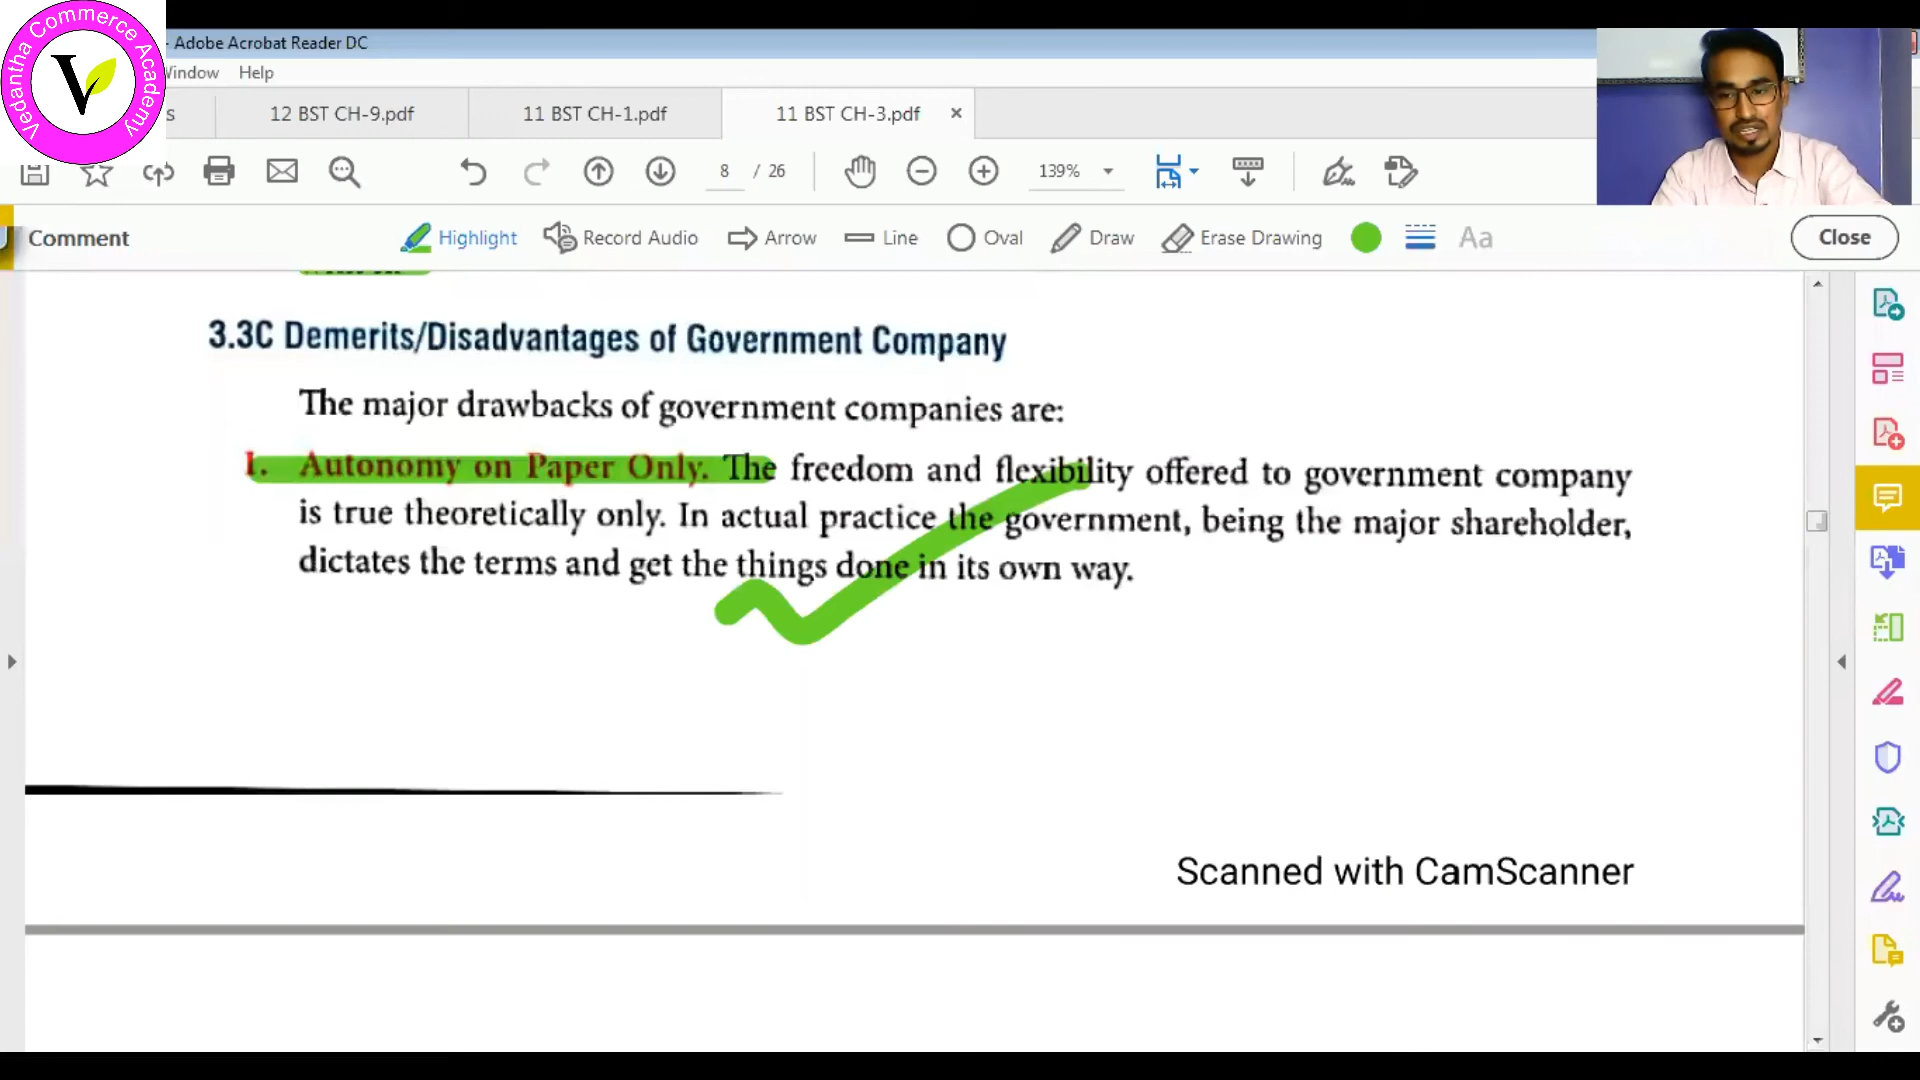 Vedantha Commerce Academy
V
- Adobe Acrobat Reader DC
Window Help
s 12 BST CH-9.pdf 11 BST CH-1.pdf 11 BST CH-3.pdf ×
8 / 26 139%
Comment Highlight Record Audio Arrow Line Oval Draw Erase Drawing Aa Close
3.3C Demerits/Disadvantages of Government Company
The major drawbacks of government companies are:
1. Autonomy on Paper Only. The freedom and flexibility offered to government company
is true theoretically only. In actual practice the government, being the major shareholder,
dictates the terms and get the things done in its own way.
Scanned with CamScanner